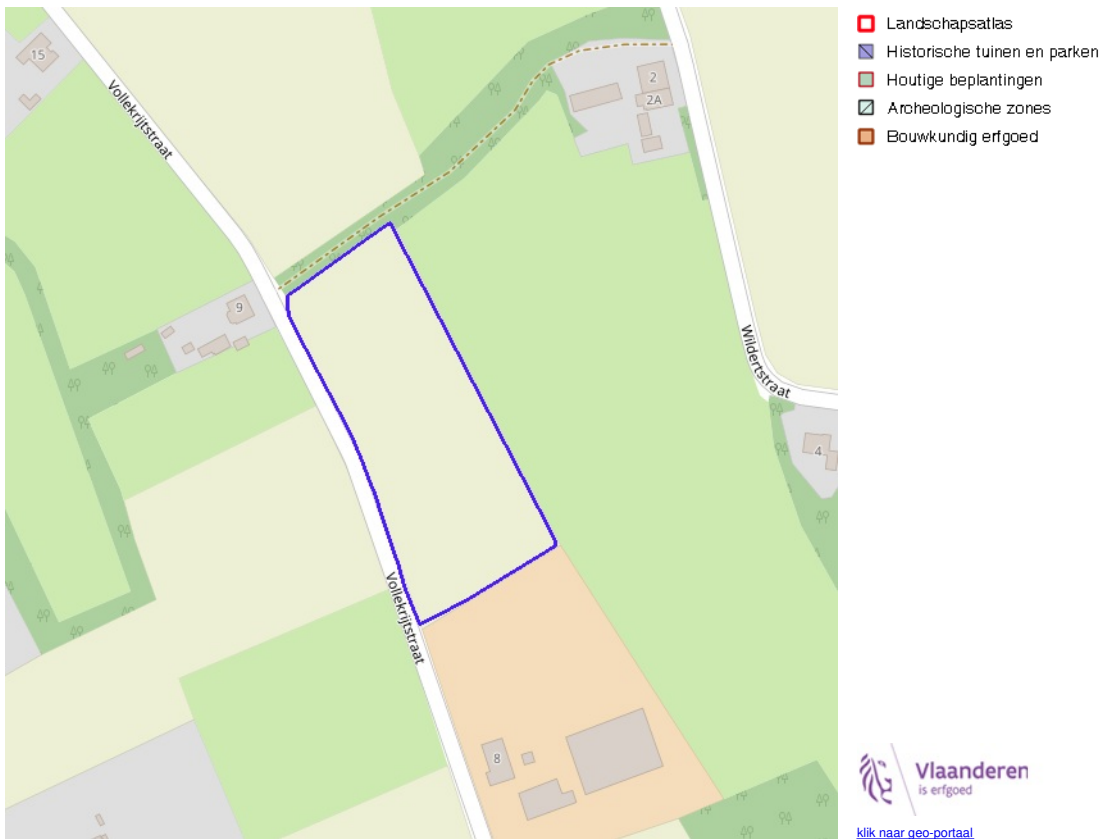 15
Vollekrijtstraat
2
2A
9
Wildertstraat
4
Vollekrijtstraat
8
Landschapsatlas
Historische tuinen en parken
Houtige beplantingen
Archeologische zones
Bouwkundig erfgoed
Vlaanderen
is erfgoed
klik naar geo-portaal